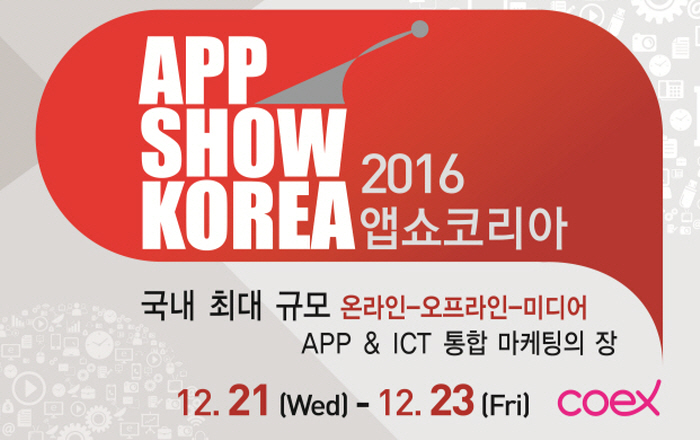 APP
SHOW
KOREA
2016
앱쇼코리아
국내 최대 규모 온라인-오프라인-미디어
APP & ICT 통합 마케팅의 장
12. 21 (Wed) - 12. 23 (Fri) coex